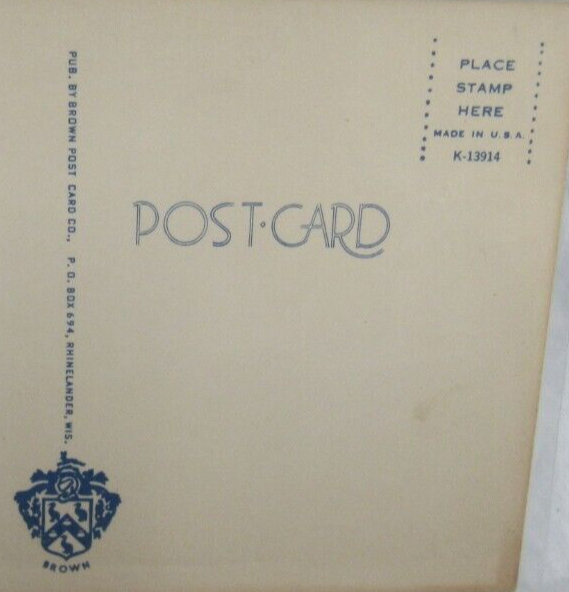 PLACE
STAMP
HERE
MADE IN U.S.A.
K-13914
POST·CARD
PUB. BY BROWN POST CARD CO., P. O. BOX 694, RHINELANDER, WIS.
BROWN